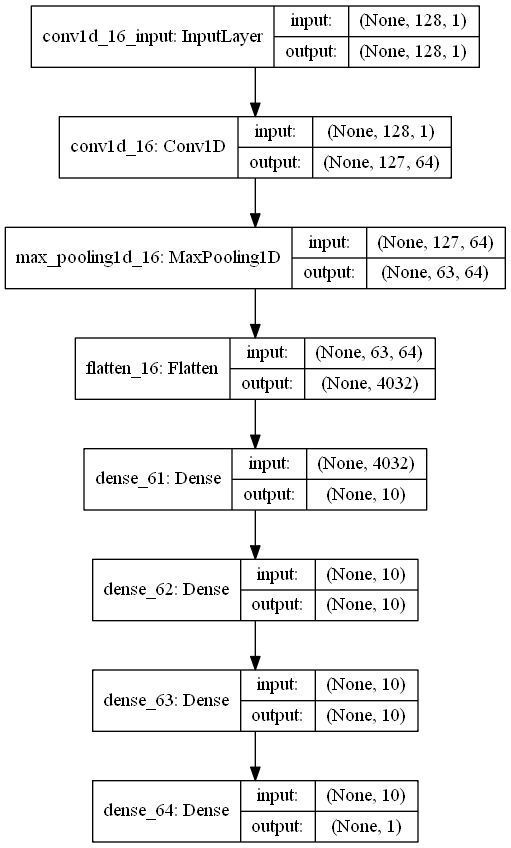 conv1d_16_input: InputLayer
input: (None, 128, 1)
output: (None, 128, 1)
conv1d_16: Conv1D
input: (None, 128, 1)
output: (None, 127, 64)
max_pooling1d_16: MaxPooling1D
input: (None, 127, 64)
output: (None, 63, 64)
flatten_16: Flatten
input: (None, 63, 64)
output: (None, 4032)
dense_61: Dense
input: (None, 4032)
output: (None, 10)
dense_62: Dense
input: (None, 10)
output: (None, 10)
dense_63: Dense
input: (None, 10)
output: (None, 10)
dense_64: Dense
input: (None, 10)
output: (None, 1)